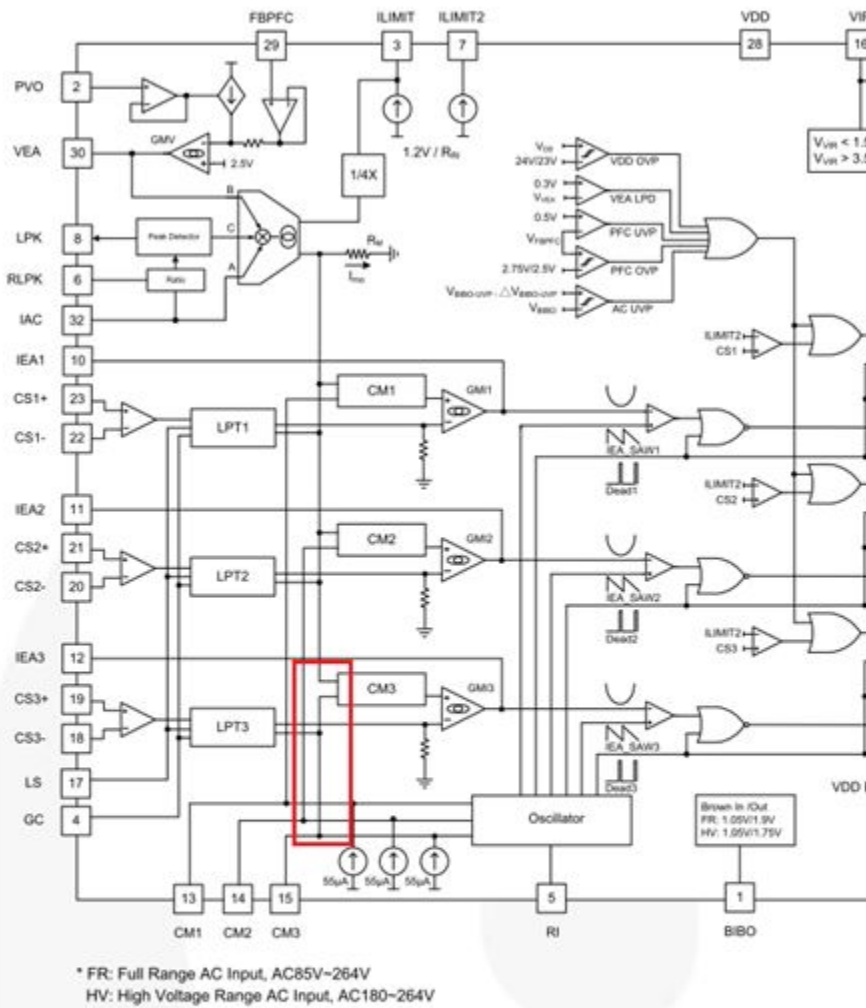 FBPFC ILIMIT ILIMIT2 VDD
29 3 7 28 16
PVO 2
VEA 30
GMV
2.5V
1.2V / RIN
1/4X
B
C
A
LPK 8
Peak Detector
RLPK 6
Ratio
IAC 32
RM
Imo
VDD OVP
24V/23V
0.3V
VVEA
VEA LPD
0.5V
PFC UVP
VFBPFC
2.75V/2.5V
PFC OVP
VBIBO-UVP - △VBIBO-UVP
VBIBO
AC UVP
IEA1 10
CS1+ 23
CS1- 22
LPT1
CM1
GMI1
IEA_SAW1
Dead1
ILIMIT2
CS1
IEA2 11
CS2+ 21
CS2- 20
LPT2
CM2
GMI2
IEA_SAW2
Dead2
ILIMIT2
CS2
IEA3 12
CS3+ 19
CS3- 18
LPT3
CM3
GMI3
IEA_SAW3
Dead3
ILIMIT2
CS3
LS 17
GC 4
VDD
Oscillator
Brown In /Out
FR: 1.05V/1.9V
HV: 1.05V/1.75V
55µA 55µA 55µA
13 14 15 5 1
CM1 CM2 CM3 RI BIBO
* FR: Full Range AC Input, AC85V~264V
HV: High Voltage Range AC Input, AC180~264V